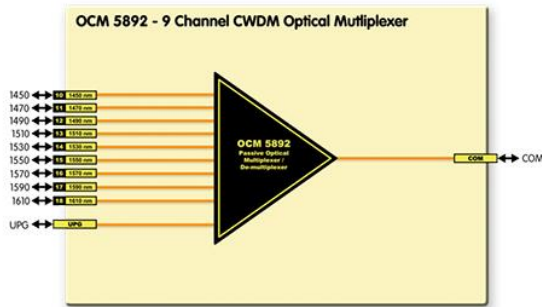 OCM 5892 - 9 Channel CWDM Optical Mutliplexer
1450 10 1450 nm
1470 11 1470 nm
1490 12 1490 nm
1510 13 1510 nm
1530 14 1530 nm
1550 15 1550 nm
1570 16 1570 nm
1590 17 1590 nm
1610 18 1610 nm
UPG UPG
OCM 5892
Passive Optical
Multiplexer /
De-multiplexer
COM COM